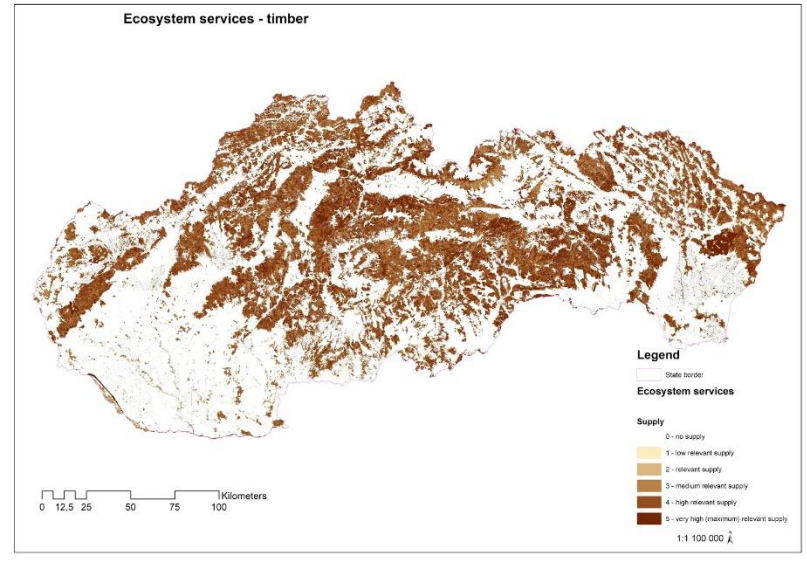 Ecosystem services - timber
Legend
State border
Ecosystem services
Supply
0 - no supply
1 - low relevant supply
2 - relevant supply
3 - medium relevant supply
4 - high relevant supply
5 - very high (maximum) relevant supply
1:1 100 000
Kilometers
0 12,5 25 50 75 100